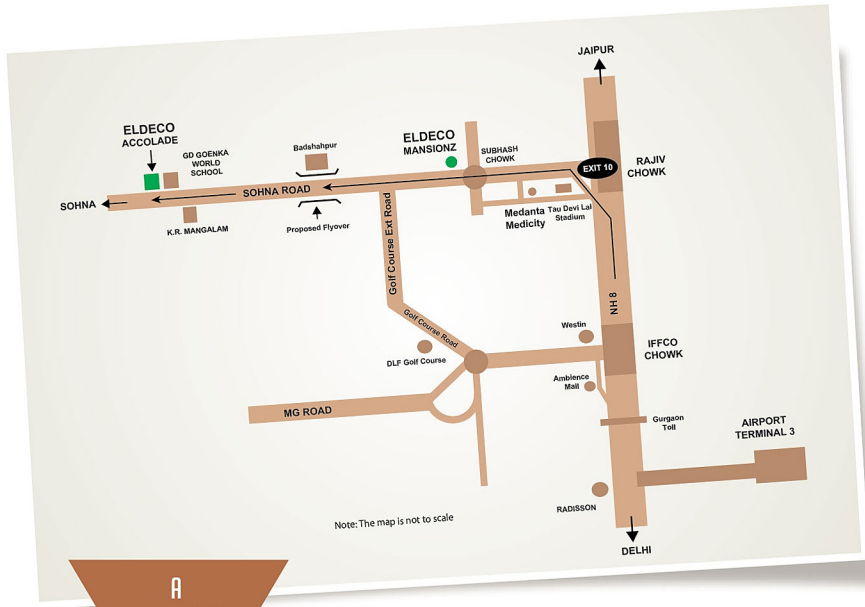 JAIPUR
ELDECO
ACCOLADE
GD GOENKA
WORLD
SCHOOL
Badshahpur
ELDECO
MANSIONZ
SUBHASH
CHOWK
EXIT 10
RAJIV
CHOWK
SOHNA
SOHNA ROAD
K.R. MANGALAM
Proposed Flyover
Golf Course Ext Road
Medanta
Medicity
Tau Devi Lal
Stadium
NH 8
Golf Course Road
DLF Golf Course
Westin
IFFCO
CHOWK
Ambience
Mall
MG ROAD
Gurgaon
Toll
AIRPORT
TERMINAL 3
RADISSON
Note: The map is not to scale
DELHI
A